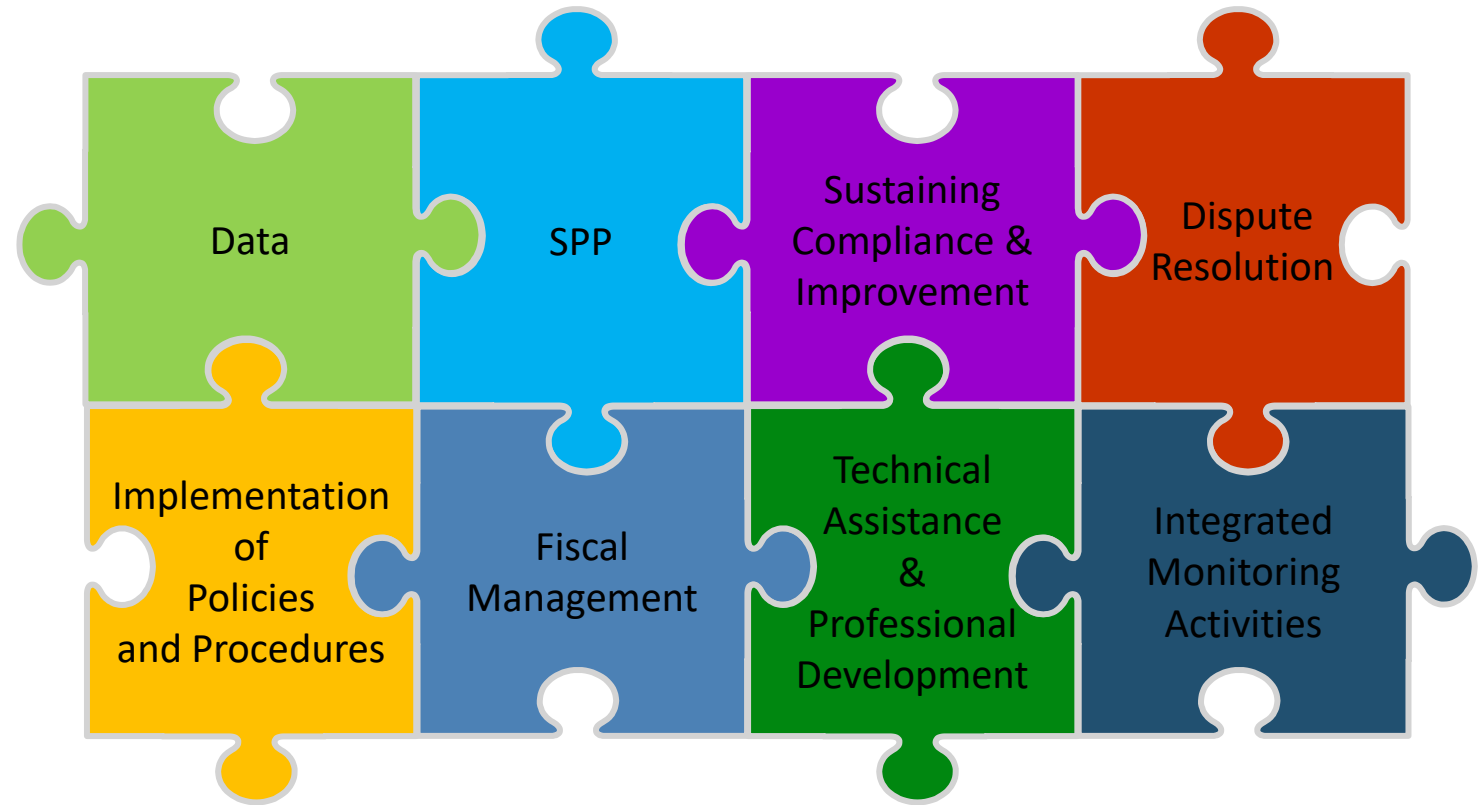 Data
SPP
Sustaining
Compliance &
Improvement
Dispute
Resolution
Implementation
of
Policies
and Procedures
Fiscal
Management
Technical
Assistance
&
Professional
Development
Integrated
Monitoring
Activities